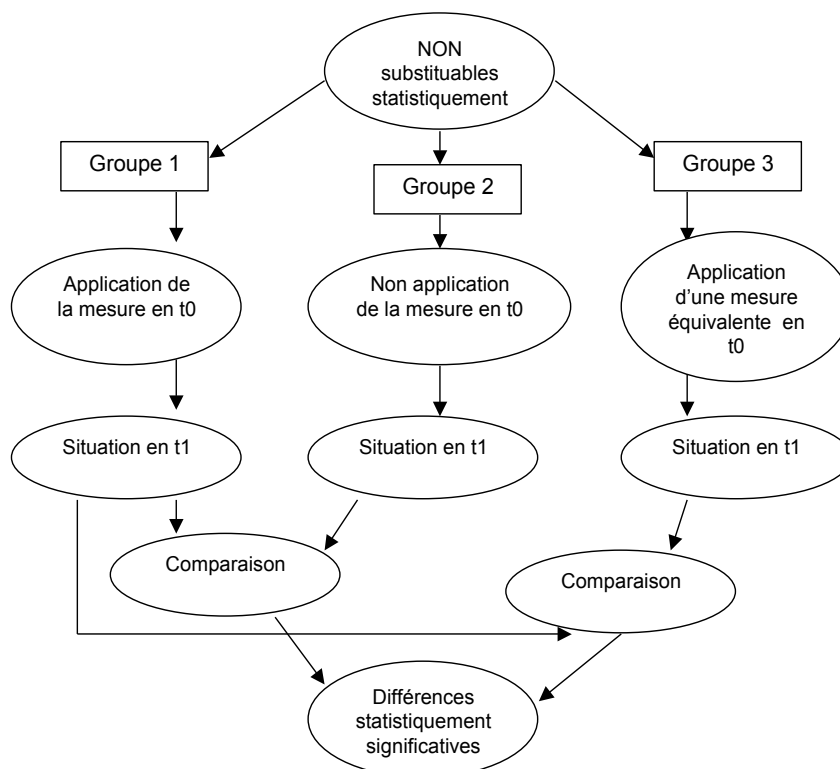 NON
substituables
statistiquement
Groupe 1
Groupe 2
Groupe 3
Application de
la mesure en t0
Non application
de la mesure en t0
Application
d’une mesure
équivalente en
t0
Situation en t1
Situation en t1
Situation en t1
Comparaison
Comparaison
Différences
statistiquement
significatives